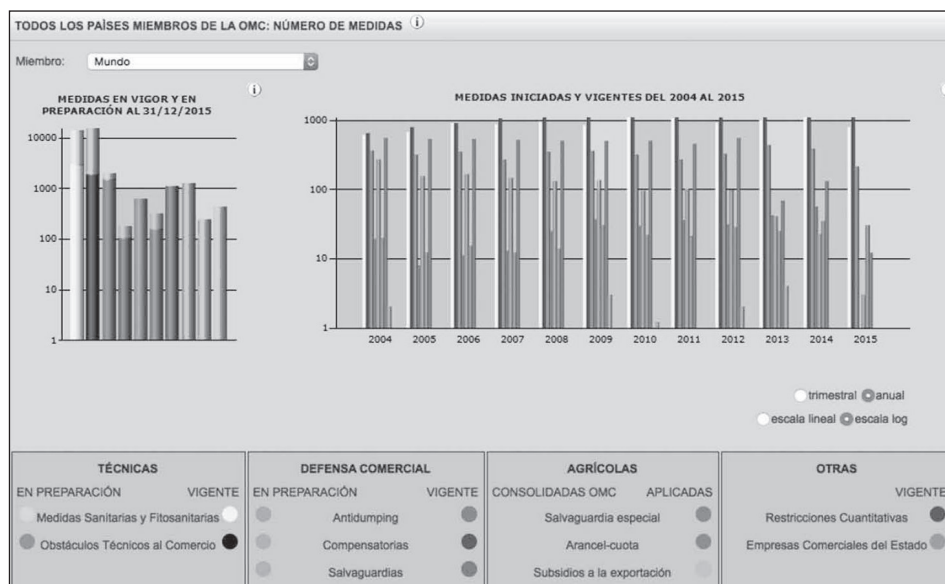 TODOS LOS PAÍSES MIEMBROS DE LA OMC: NÚMERO DE MEDIDAS i
Miembro: Mundo
i
MEDIDAS EN VIGOR Y EN
PREPARACIÓN AL 31/12/2015
10000
1000
100
10
1
MEDIDAS INICIADAS Y VIGENTES DEL 2004 AL 2015
1000
100
10
1
2004 2005 2006 2007 2008 2009 2010 2011 2012 2013 2014 2015
trimestral anual
escala lineal escala log
TÉCNICAS
EN PREPARACIÓN VIGENTE
Medidas Sanitarias y Fitosanitarias
Obstáculos Técnicos al Comercio
DEFENSA COMERCIAL
EN PREPARACIÓN VIGENTE
Antidumping
Compensatorias
Salvaguardias
AGRÍCOLAS
CONSOLIDADAS OMC APLICADAS
Salvaguardia especial
Arancel-cuota
Subsidios a la exportación
OTRAS
VIGENTE
Restricciones Cuantitativas
Empresas Comerciales del Estado